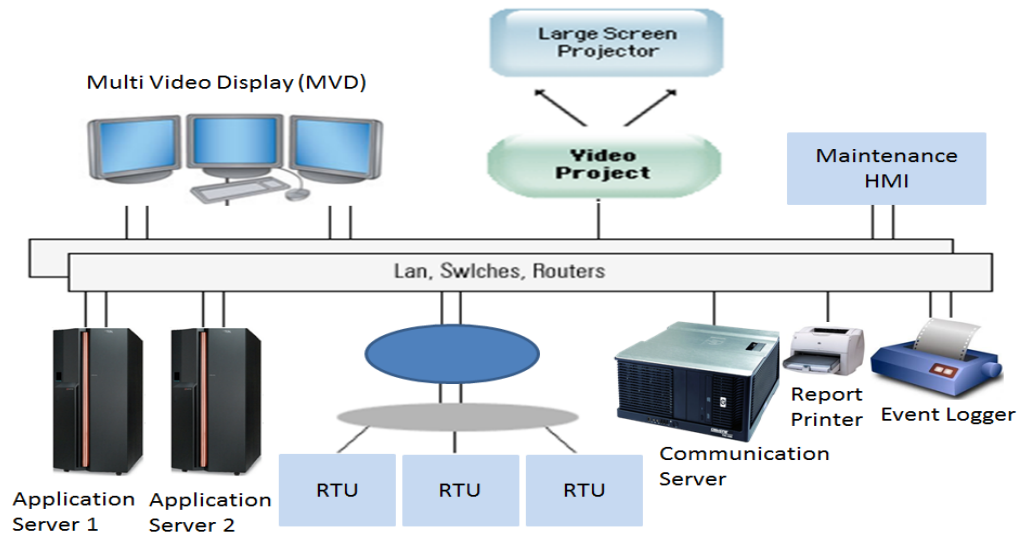 Large Screen
Projector
Multi Video Display (MVD)
Video
Project
Maintenance
HMI
Lan, Swlches, Routers
Report
Printer
Event Logger
Communication
Server
Application
Server 1
Application
Server 2
RTU
RTU
RTU